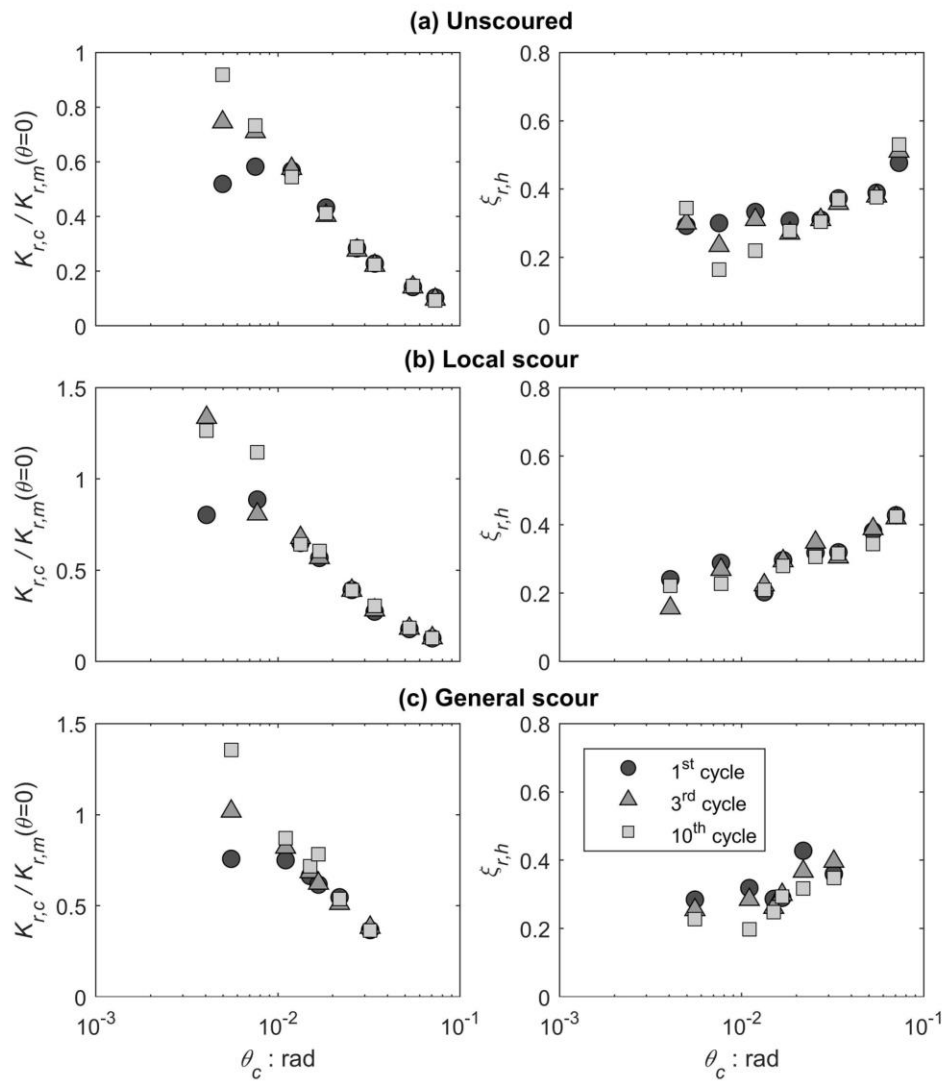 (a) Unscoured
K_{r,c} / K_{r,m}(θ=0)
1
0.8
0.6
0.4
0.2
0
ξ_{r,h}
0.8
0.6
0.4
0.2
0
(b) Local scour
K_{r,c} / K_{r,m}(θ=0)
1.5
1
0.5
0
ξ_{r,h}
0.8
0.6
0.4
0.2
0
(c) General scour
K_{r,c} / K_{r,m}(θ=0)
1.5
1
0.5
0
10^{-3}
10^{-2}
10^{-1}
θ_c : rad
ξ_{r,h}
0.8
0.6
0.4
0.2
0
1^{st} cycle
3^{rd} cycle
10^{th} cycle
10^{-3}
10^{-2}
10^{-1}
θ_c : rad